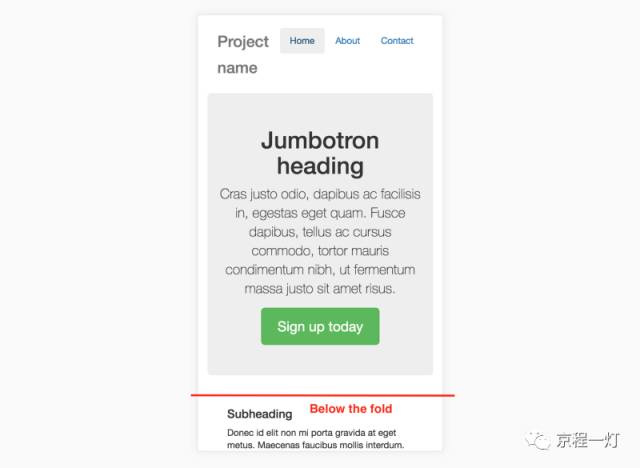 Project
name
Home
About
Contact
Jumbotron
heading
Cras justo odio, dapibus ac facilisis
in, egestas eget quam. Fusce
dapibus, tellus ac cursus
commodo, tortor mauris
condimentum nibh, ut fermentum
massa justo sit amet risus.
Sign up today
Below the fold
Subheading
Donec id elit non mi porta gravida at eget
metus. Maecenas faucibus mollis interdum.
京程一灯